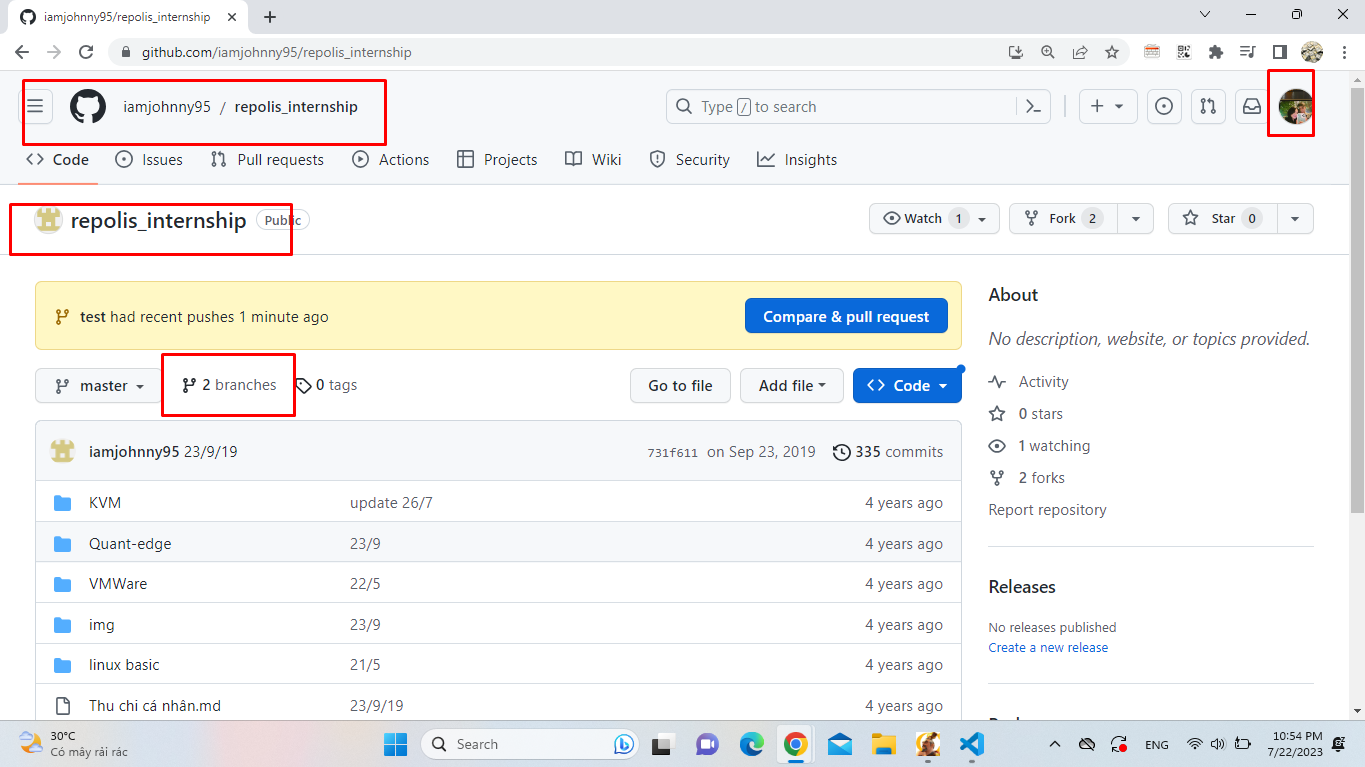 iamjohnny95/repolis_internship
github.com/iamjohnny95/repolis_internship
iamjohnny95 / repolis_internship
Type / to search
Code Issues Pull requests Actions Projects Wiki Security Insights
repolis_internship Public
Watch 1 Fork 2 Star 0
test had recent pushes 1 minute ago Compare & pull request
master 2 branches 0 tags Go to file Add file Code
iamjohnny95 23/9/19 731f611 on Sep 23, 2019 335 commits
KVM update 26/7 4 years ago
Quant-edge 23/9 4 years ago
VMWare 22/5 4 years ago
img 23/9 4 years ago
linux basic 21/5 4 years ago
Thu chi cá nhân.md 23/9/19 4 years ago
About
No description, website, or topics provided.
Activity
0 stars
1 watching
2 forks
Report repository
Releases
No releases published
Create a new release
30°C
Có mây rải rác
Search
ENG
10:54 PM
7/22/2023